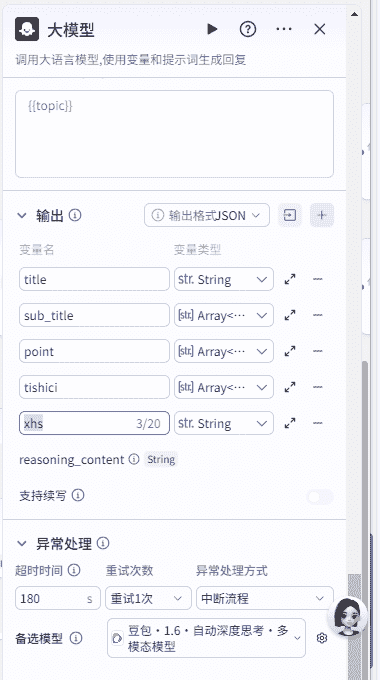 大模型
调用大语言模型,使用变量和提示词生成回复
{{topic}}
输出 输出格式JSON
变量名 变量类型
title str. String
sub_title [str] Array<···
point [str] Array<···
tishici [str] Array<···
xhs 3/20 str. String
reasoning_content String
支持续写
异常处理
超时时间 重试次数 异常处理方式
180 s 重试1次 中断流程
备选模型 豆包·1.6·自动深度思考·多
模态模型